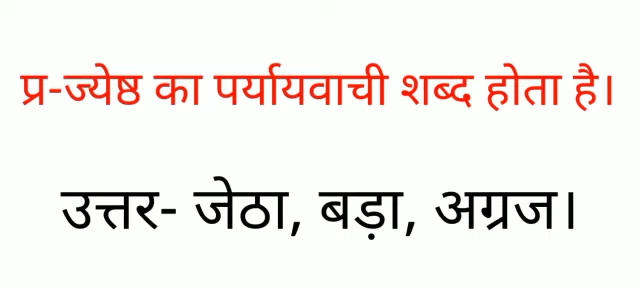 प्र-ज्येष्ठ का पर्यायवाची शब्द होता है।
उत्तर- जेठा, बड़ा, अग्रज।